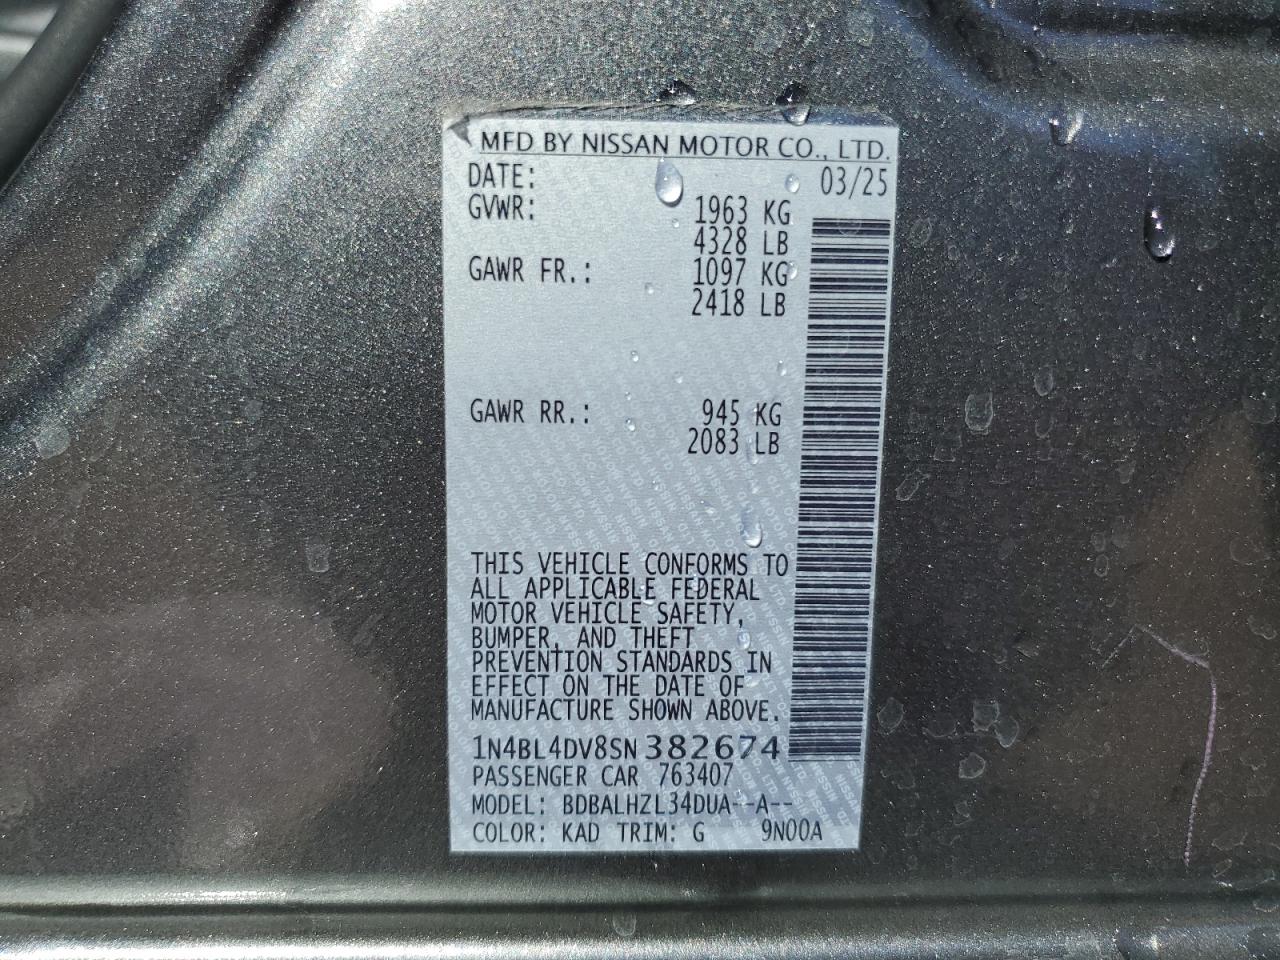 MFD BY NISSAN MOTOR CO., LTD.
DATE: 03/25
GVWR: 1963 KG
4328 LB
GAWR FR.: 1097 KG
2418 LB
GAWR RR.: 945 KG
2083 LB
THIS VEHICLE CONFORMS TO
ALL APPLICABLE FEDERAL
MOTOR VEHICLE SAFETY,
BUMPER, AND THEFT
PREVENTION STANDARDS IN
EFFECT ON THE DATE OF
MANUFACTURE SHOWN ABOVE.
1N4BL4DV8SN382674
PASSENGER CAR 763407
MODEL: BDBALHZL34DUA--A--
COLOR: KAD TRIM: G 9N00A